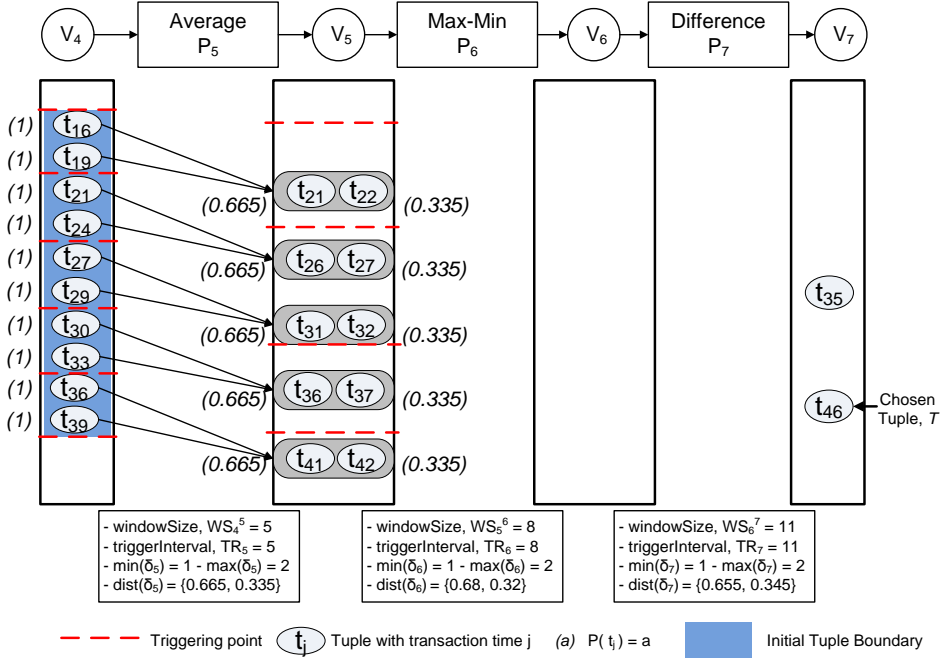 V4 Average P5 V5 Max-Min P6 V6 Difference P7 V7
(1) t16
(1) t19
(1) t21
(0.665) t21 t22 (0.335)
(1) t24
(1) t27
(0.665) t26 t27 (0.335)
(1) t29
t35
(1) t30
(0.665) t31 t32 (0.335)
(1) t33
(1) t36
(0.665) t36 t37 (0.335)
(1) t39
t46 Chosen
Tuple, T
(0.665) t41 t42 (0.335)
- windowSize, WS4^5 = 5
- triggerInterval, TR5 = 5
- min(δ5) = 1 - max(δ5) = 2
- dist(δ5) = {0.665, 0.335}
- windowSize, WS5^6 = 8
- triggerInterval, TR6 = 8
- min(δ6) = 1 - max(δ6) = 2
- dist(δ6) = {0.68, 0.32}
- windowSize, WS6^7 = 11
- triggerInterval, TR7 = 11
- min(δ7) = 1 - max(δ7) = 2
- dist(δ7) = {0.655, 0.345}
Triggering point tj Tuple with transaction time j (a) P( tj ) = a Initial Tuple Boundary